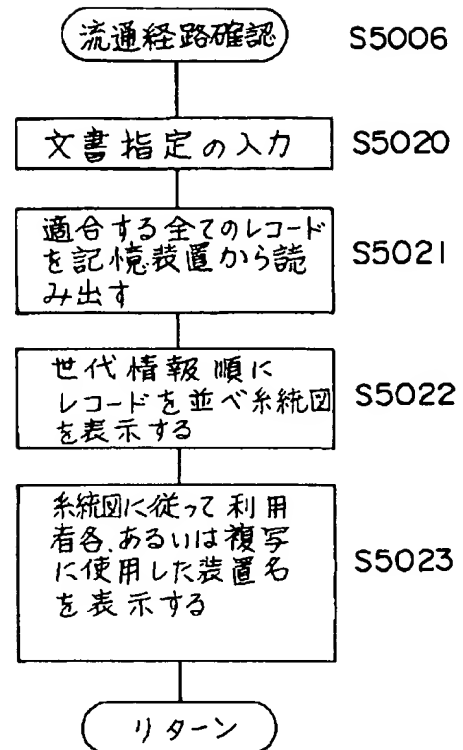 流通経路確認 S5006
文書指定の入力 S5020
適合する全てのレコード
を記憶装置から読
み出す
S5021
世代情報順に
レコードを並べ系統図
を表示する
S5022
系統図に従って利用
者各、あるいは複写
に使用した装置名
を表示する
S5023
リターン